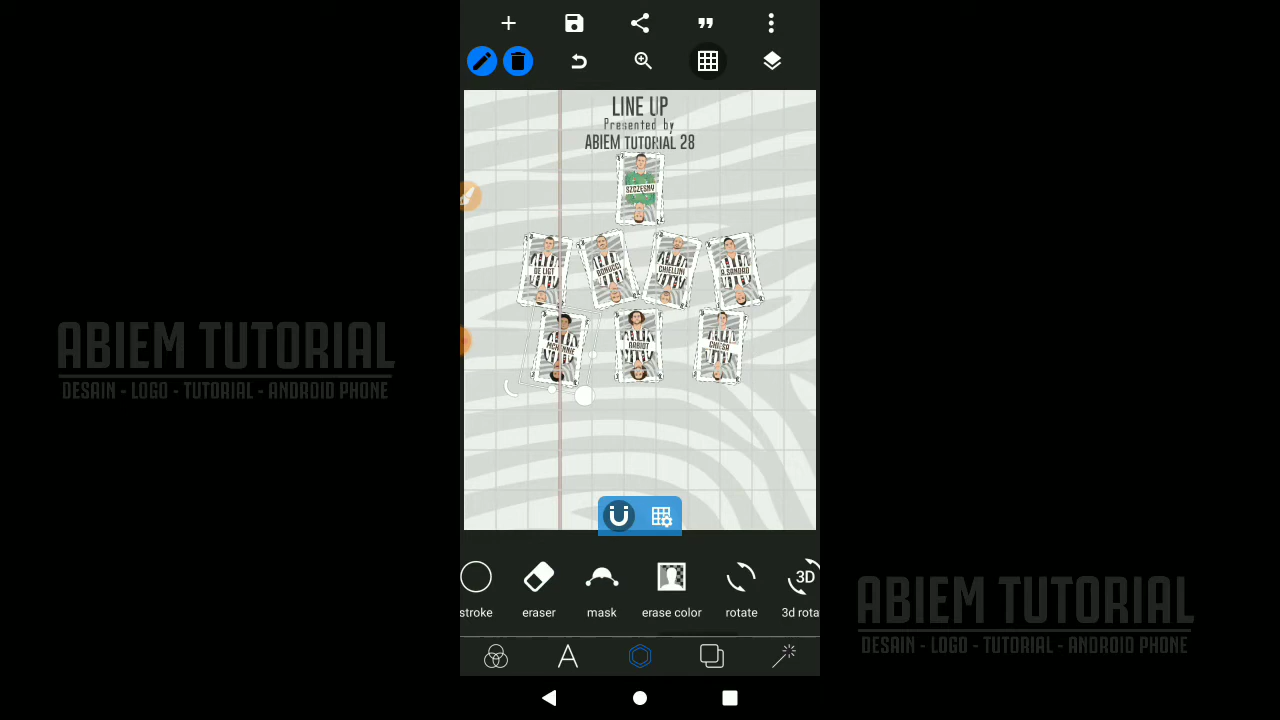 LINE UP
Presented by
ABIEM TUTORIAL 28
SZCZESNY
DE LIGT
BONUCCI
CHIELLINI
A.SANDRO
MCKENNIE
RABIOT
CHIESA
ABIEM TUTORIAL
DESAIN - LOGO - TUTORIAL - ANDROID PHONE
stroke
eraser
mask
erase color
rotate
3d rota
3D
A
ABIEM TUTORIAL
DESAIN - LOGO - TUTORIAL - ANDROID PHONE